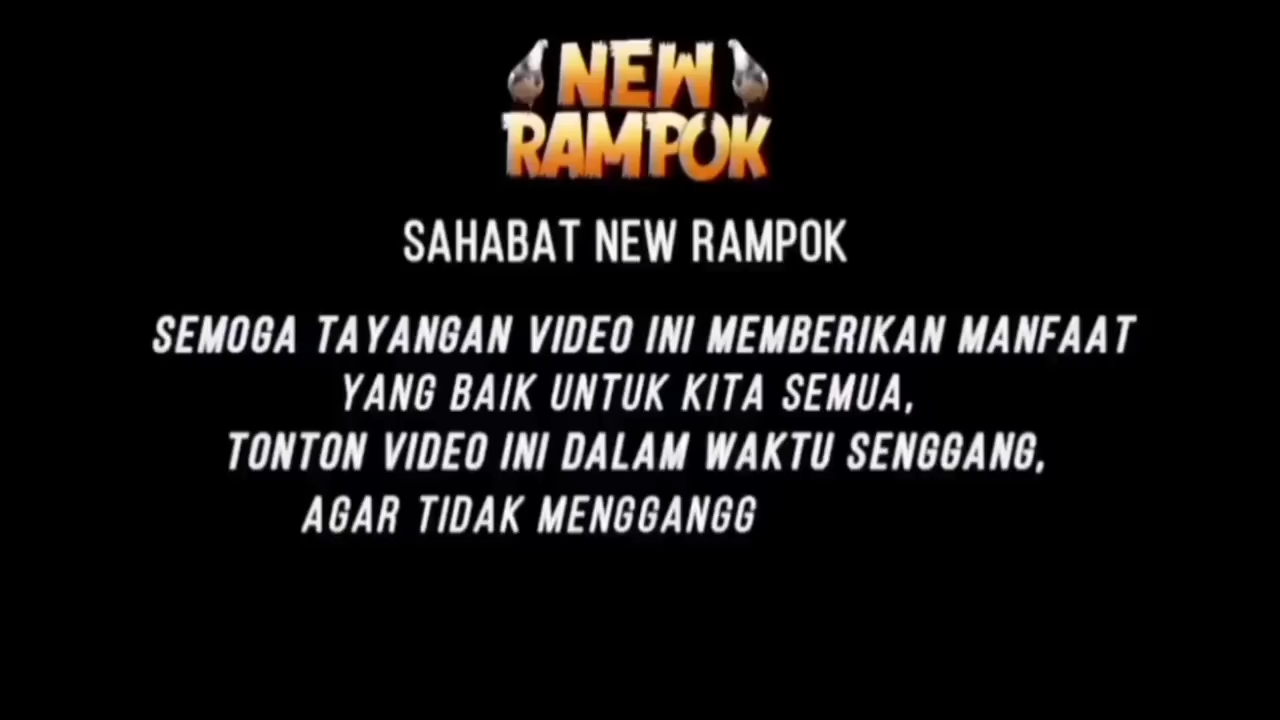 NEW
RAMPOK
SAHABAT NEW RAMPOK
SEMOGA TAYANGAN VIDEO INI MEMBERIKAN MANFAAT
YANG BAIK UNTUK KITA SEMUA,
TONTON VIDEO INI DALAM WAKTU SENGGANG,
AGAR TIDAK MENGGANGG